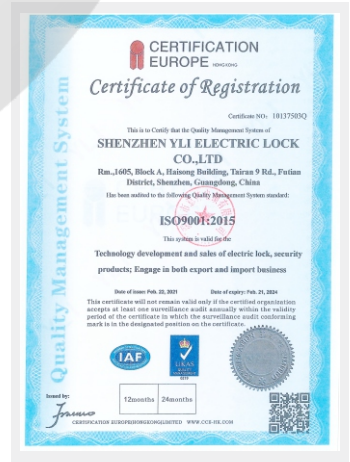 CERTIFICATION
EUROPE HONGKONG
Certificate of Registration
Certificate NO: 10137503Q
This is to Certify that the Quality Management System of
SHENZHEN YLI ELECTRIC LOCK
CO.,LTD
Rm.,1605, Block A, Haisong Building, Tairan 9 Rd., Futian
District, Shenzhen, Guangdong, China
Has been audited to the following Quality Management System standard:
ISO9001:2015
This system is valid for the
Technology development and sales of electric lock, security
products; Engage in both export and import business
Date of issue: Feb. 22, 2021 Date of expiry: Feb. 21, 2024
This certificate will not remain valid only if the certified organization
accepts at least one surveillance audit annually within the validity
period of the certificate in which the surveillance audit conforming
mark is in the designated position on the certificate.
Quality Management System
IAF
UKAS
QUALITY
MANAGEMENT
Issued by:
12months 24months
CERTIFICATION EUROPE(HONGKONG)LIMITED WWW.CCE-HK.COM